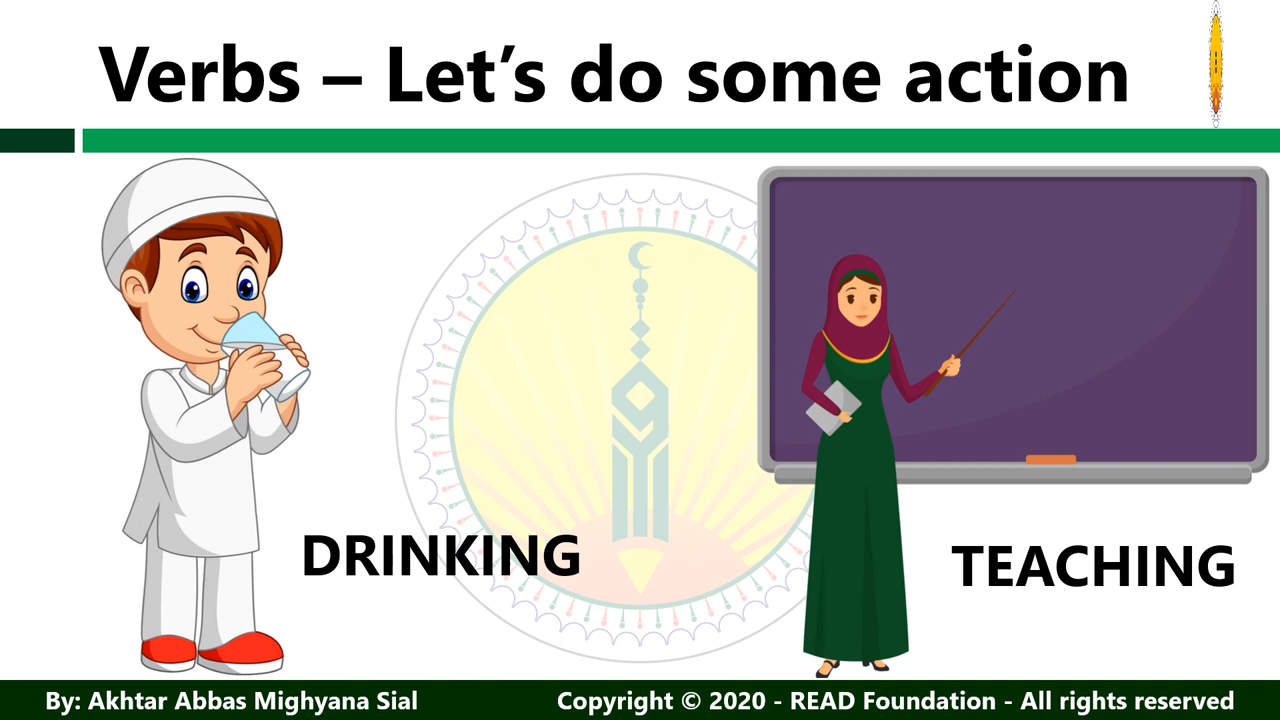 Verbs – Let’s do some action
DRINKING
TEACHING
By: Akhtar Abbas Mighyana Sial
Copyright © 2020 - READ Foundation - All rights reserved